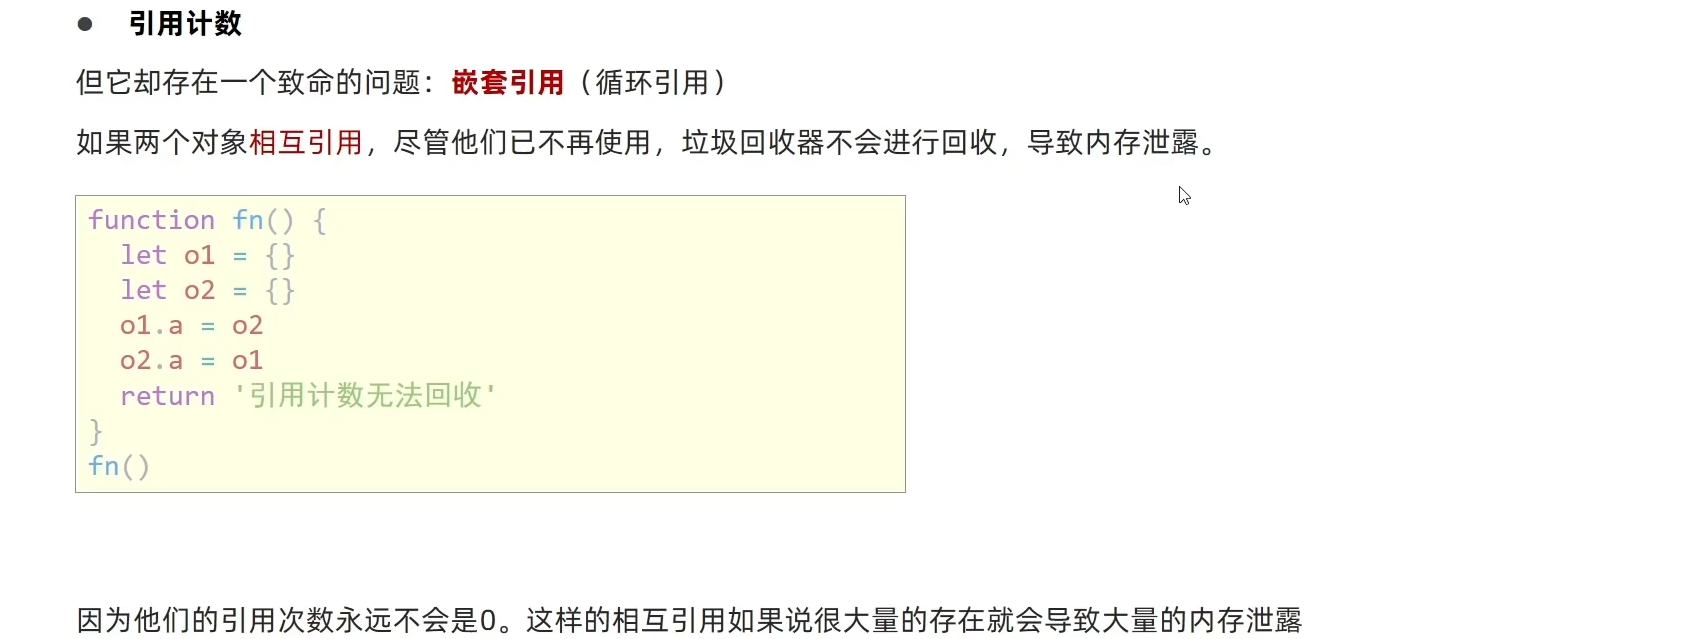 ● 引用计数
但它却存在一个致命的问题：嵌套引用（循环引用）
如果两个对象相互引用，尽管他们已不再使用，垃圾回收器不会进行回收，导致内存泄露。
function fn() {
  let o1 = {}
  let o2 = {}
  o1.a = o2
  o2.a = o1
  return '引用计数无法回收'
}
fn()
因为他们的引用次数永远不会是0。这样的相互引用如果说很大量的存在就会导致大量的内存泄露